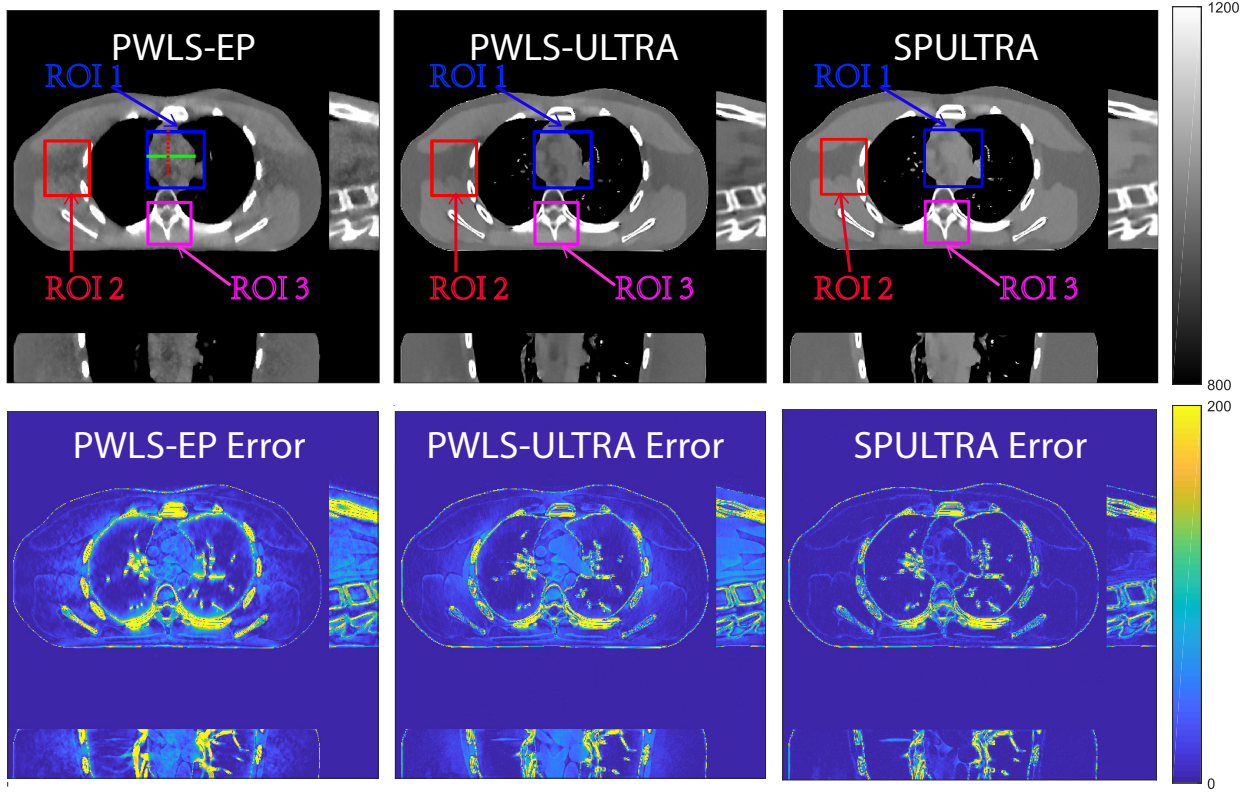 PWLS-EP
PWLS-ULTRA
SPULTRA
1200
ROI 1
ROI 1
ROI 1
ROI 2
ROI 3
ROI 2
ROI 3
ROI 2
ROI 3
800
200
PWLS-EP Error
PWLS-ULTRA Error
SPULTRA Error
0